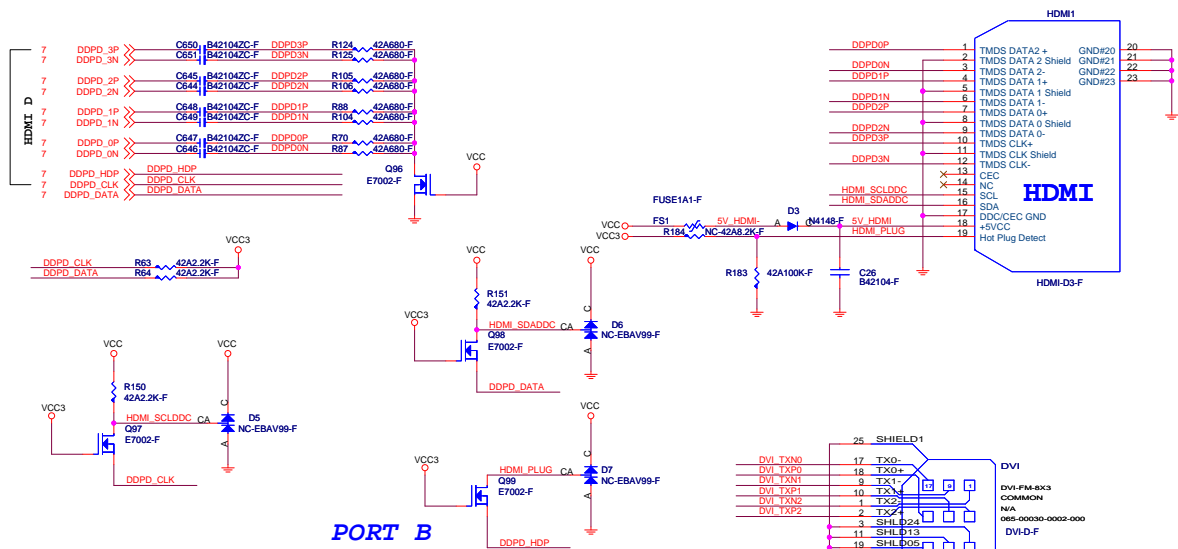 HDMI D
7 DDPD_3P C650 B42104ZC-F DDPD3P R124 42A680-F
7 DDPD_3N C651 B42104ZC-F DDPD3N R125 42A680-F
7 DDPD_2P C645 B42104ZC-F DDPD2P R105 42A680-F
7 DDPD_2N C644 B42104ZC-F DDPD2N R106 42A680-F
7 DDPD_1P C648 B42104ZC-F DDPD1P R88 42A680-F
7 DDPD_1N C649 B42104ZC-F DDPD1N R104 42A680-F
7 DDPD_0P C647 B42104ZC-F DDPD0P R70 42A680-F
7 DDPD_0N C646 B42104ZC-F DDPD0N R87 42A680-F
7 DDPD_HDP DDPD_HDP
7 DDPD_CLK DDPD_CLK
7 DDPD_DATA DDPD_DATA
Q96
E7002-F
VCC
HDMI1
DDPD0P 1 TMDS DATA2 + GND#20 20
2 TMDS DATA 2 Shield GND#21 21
DDPD0N 3 TMDS DATA 2- GND#22 22
DDPD1P 4 TMDS DATA 1+ GND#23 23
5 TMDS DATA 1 Shield
DDPD1N 6 TMDS DATA 1-
DDPD2P 7 TMDS DATA 0+
8 TMDS DATA 0 Shield
DDPD2N 9 TMDS DATA 0-
DDPD3P 10 TMDS CLK+
11 TMDS CLK Shield
DDPD3N 12 TMDS CLK-
13 CEC
14 NC
HDMI_SCLDDC 15 SCL
HDMI_SDADDC 16 SDA
17 DDC/CEC GND
5V_HDMI 18 +5VCC
HDMI_PLUG 19 Hot Plug Detect
HDMI
HDMI-D3-F
FUSE1A1-F
VCC FS1 5V_HDMI- A D3 C N4148-F
VCC3 R184 NC-42A8.2K-F
R183 42A100K-F
C26
B42104-F
VCC3
DDPD_CLK R63 42A2.2K-F
DDPD_DATA R64 42A2.2K-F
VCC
R151
42A2.2K-F
VCC3
HDMI_SDADDC CA
Q98
E7002-F
DDPD_DATA
VCC
C
D6
NC-EBAV99-F
A
VCC
R150
42A2.2K-F
VCC3
HDMI_SCLDDC CA
Q97
E7002-F
DDPD_CLK
VCC
C
D5
NC-EBAV99-F
A
VCC3
HDMI_PLUG CA
Q99
E7002-F
DDPD_HDP
VCC
C
D7
NC-EBAV99-F
A
PORT B
25 SHIELD1
DVI_TXN0 17 TX0-
DVI_TXP0 18 TX0+
DVI_TXN1 9 TX1-
DVI_TXP1 10 TX1+
DVI_TXN2 1 TX2-
DVI_TXP2 2 TX2+
3 SHLD24
11 SHLD13
19 SHLD05
17 9 1
DVI
DVI-FM-8X3
COMMON
N/A
065-00030-0002-000
DVI-D-F